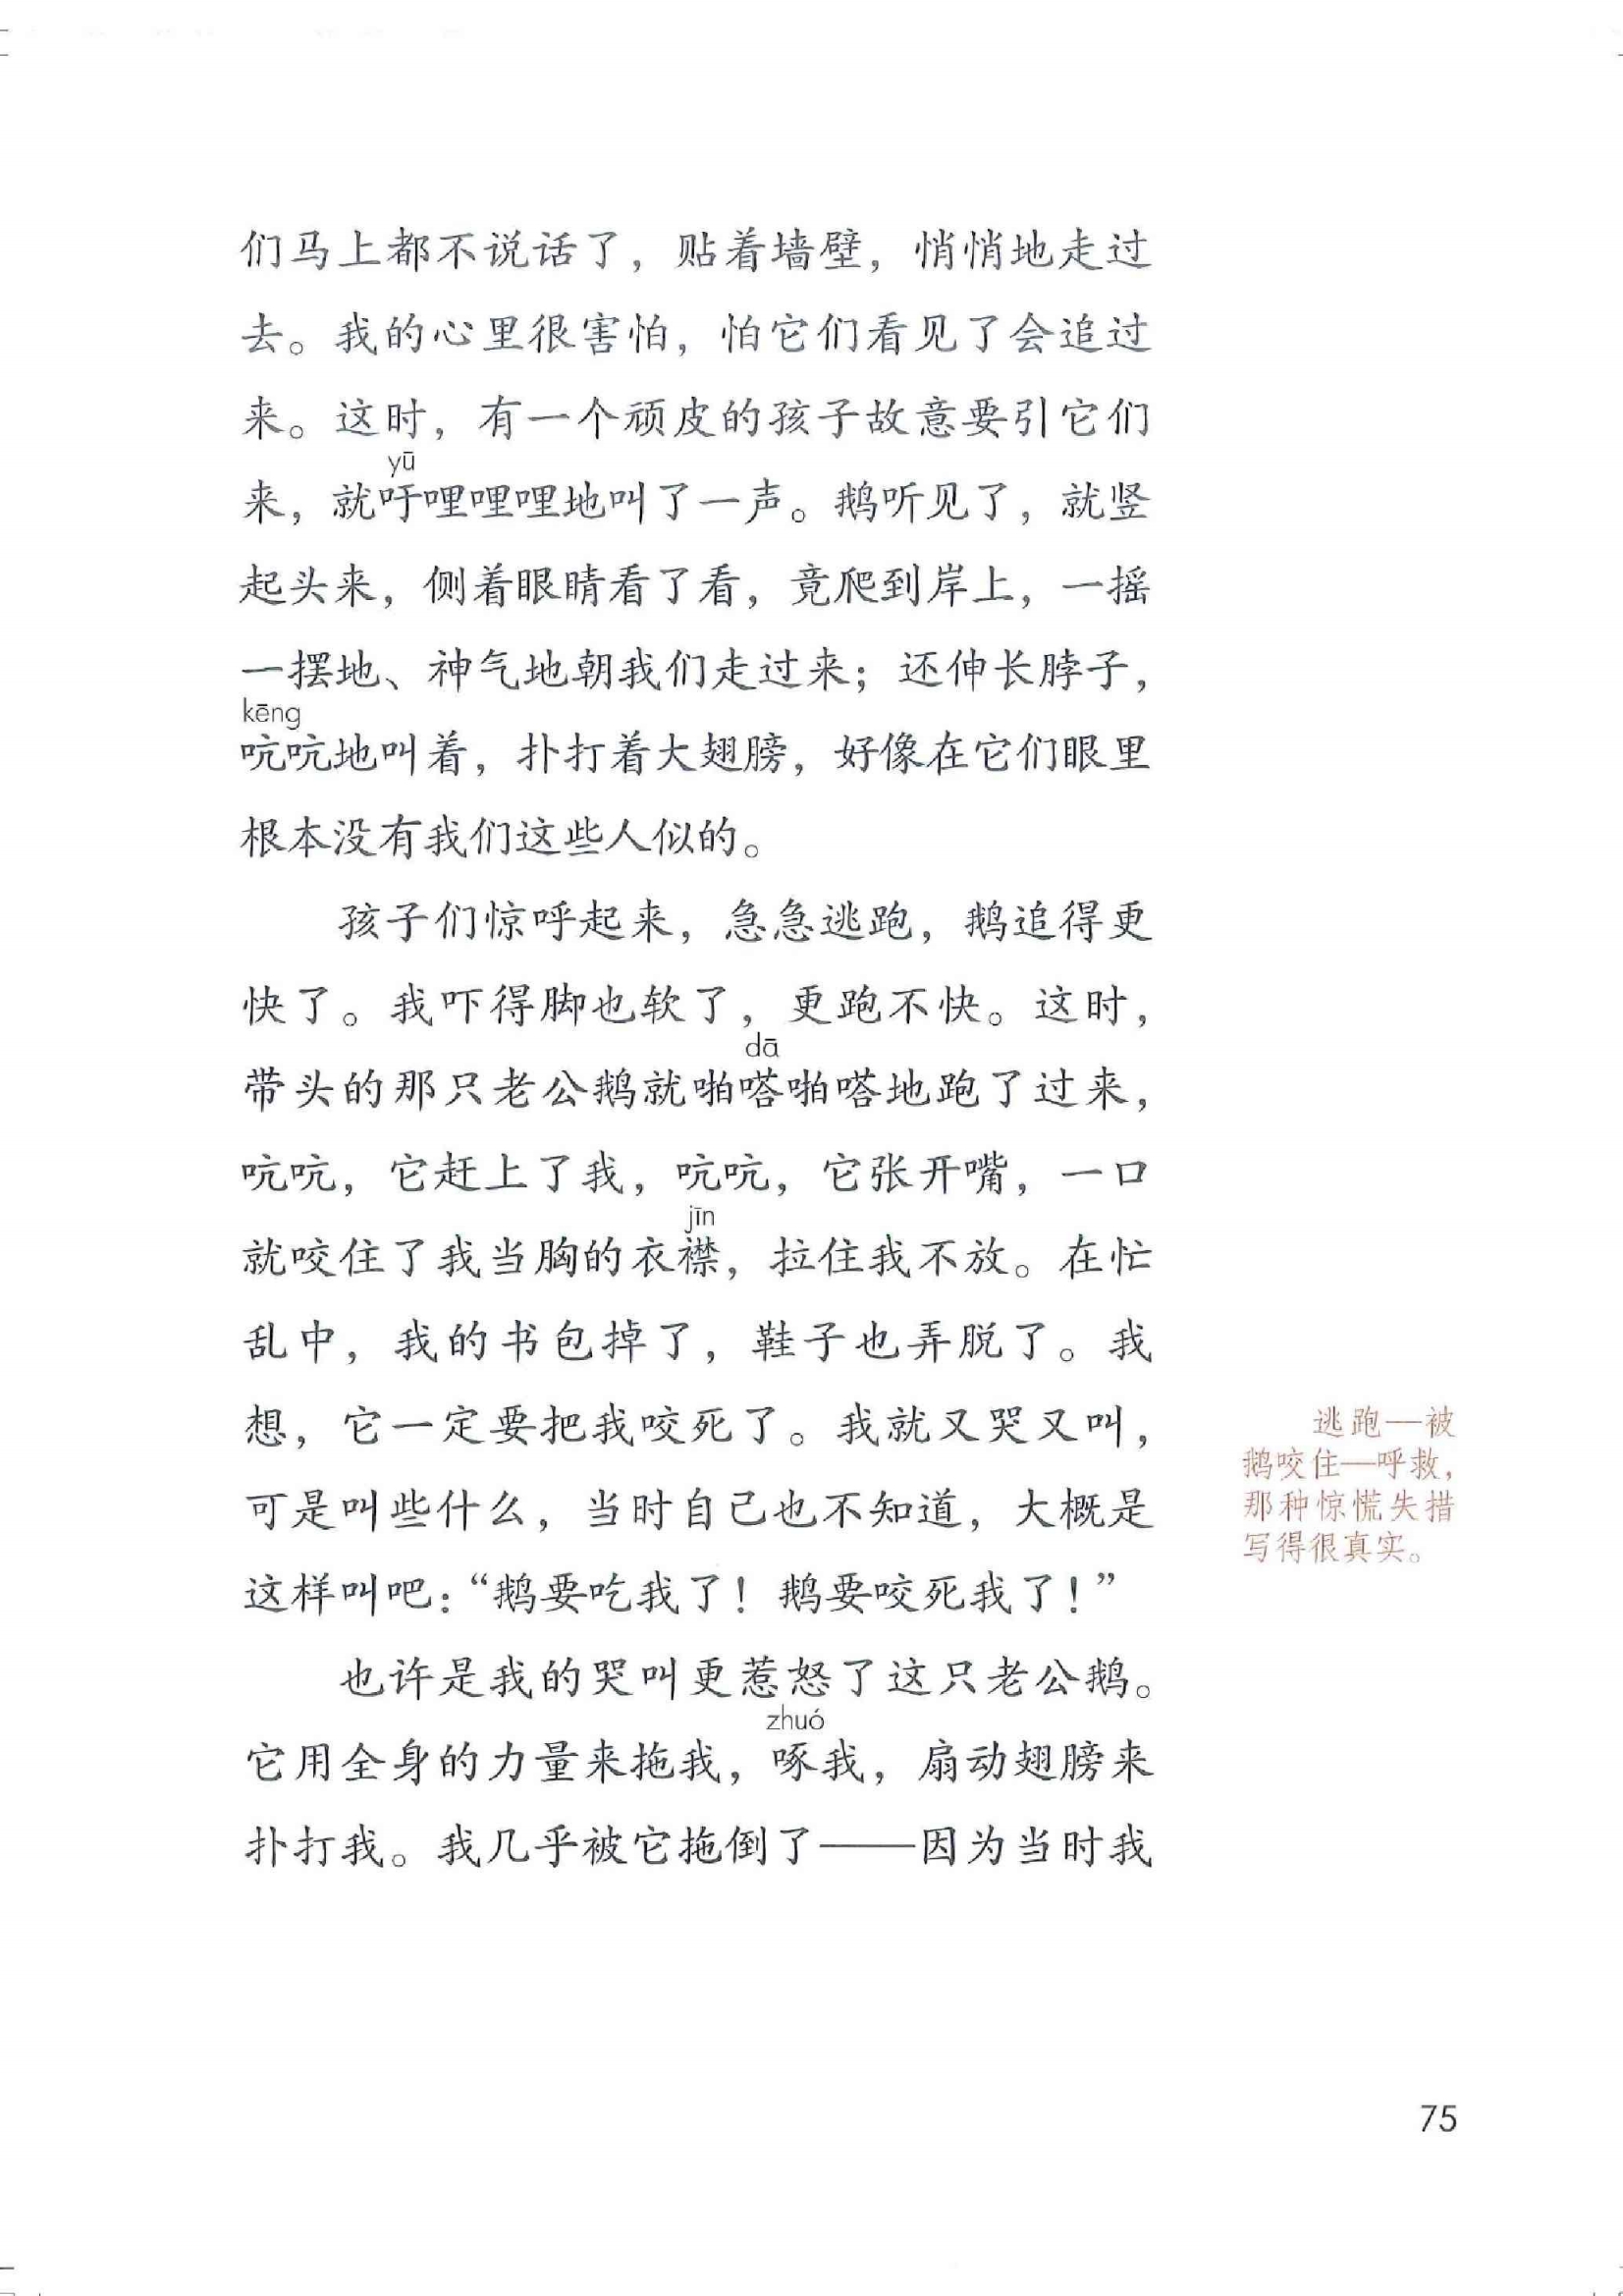 们马上都不说话了，贴着墙壁，悄悄地走过
去。我的心里很害怕，怕它们看见了会追过
来。这时，有一个顽皮的孩子故意要引它们
yū
来，就吁哩哩哩地叫了一声。鹅听见了，就竖
起头来，侧着眼睛看了看，竟爬到岸上，一摇
一摆地、神气地朝我们走过来；还伸长脖子，
kēng
吭吭地叫着，扑打着大翅膀，好像在它们眼里
根本没有我们这些人似的。
孩子们惊呼起来，急急逃跑，鹅追得更
快了。我吓得脚也软了，更跑不快。这时，
dā
带头的那只老公鹅就啪嗒啪嗒地跑了过来，
吭吭，它赶上了我，吭吭，它张开嘴，一口
jīn
就咬住了我当胸的衣襟，拉住我不放。在忙
乱中，我的书包掉了，鞋子也弄脱了。我
想，它一定要把我咬死了。我就又哭又叫，
可是叫些什么，当时自己也不知道，大概是
这样叫吧：“鹅要吃我了！鹅要咬死我了！”
也许是我的哭叫更惹怒了这只老公鹅。
zhuó
它用全身的力量来拖我，啄我，扇动翅膀来
扑打我。我几乎被它拖倒了——因为当时我
逃跑—被
鹅咬住—呼救，
那种惊慌失措
写得很真实。
75